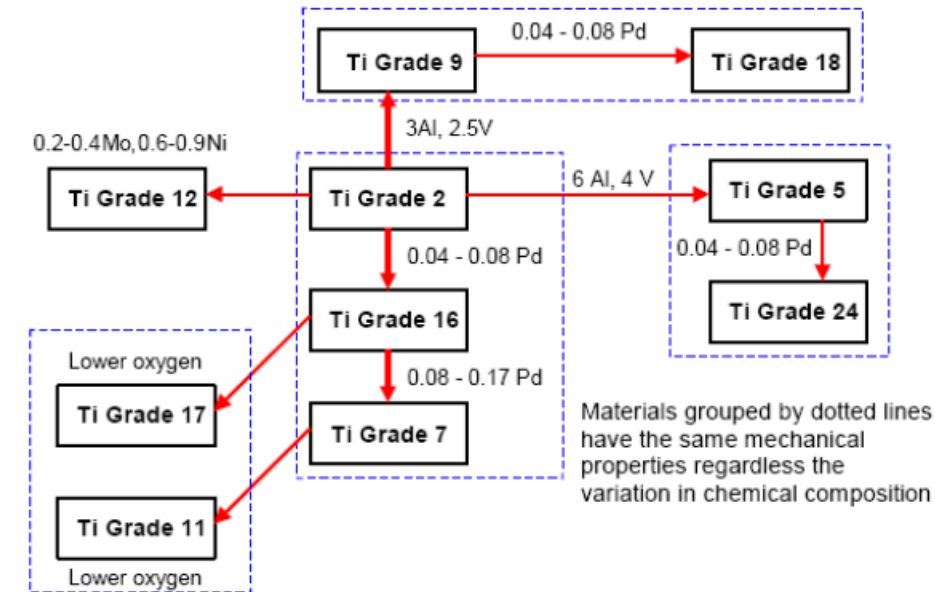 0.04 - 0.08 Pd
Ti Grade 9
Ti Grade 18
3Al, 2.5V
0.2-0.4Mo,0.6-0.9Ni
Ti Grade 12
Ti Grade 2
6 Al, 4 V
Ti Grade 5
0.04 - 0.08 Pd
0.04 - 0.08 Pd
Ti Grade 16
Ti Grade 24
Lower oxygen
0.08 - 0.17 Pd
Ti Grade 17
Ti Grade 7
Materials grouped by dotted lines
have the same mechanical
properties regardless the
variation in chemical composition
Ti Grade 11
Lower oxygen